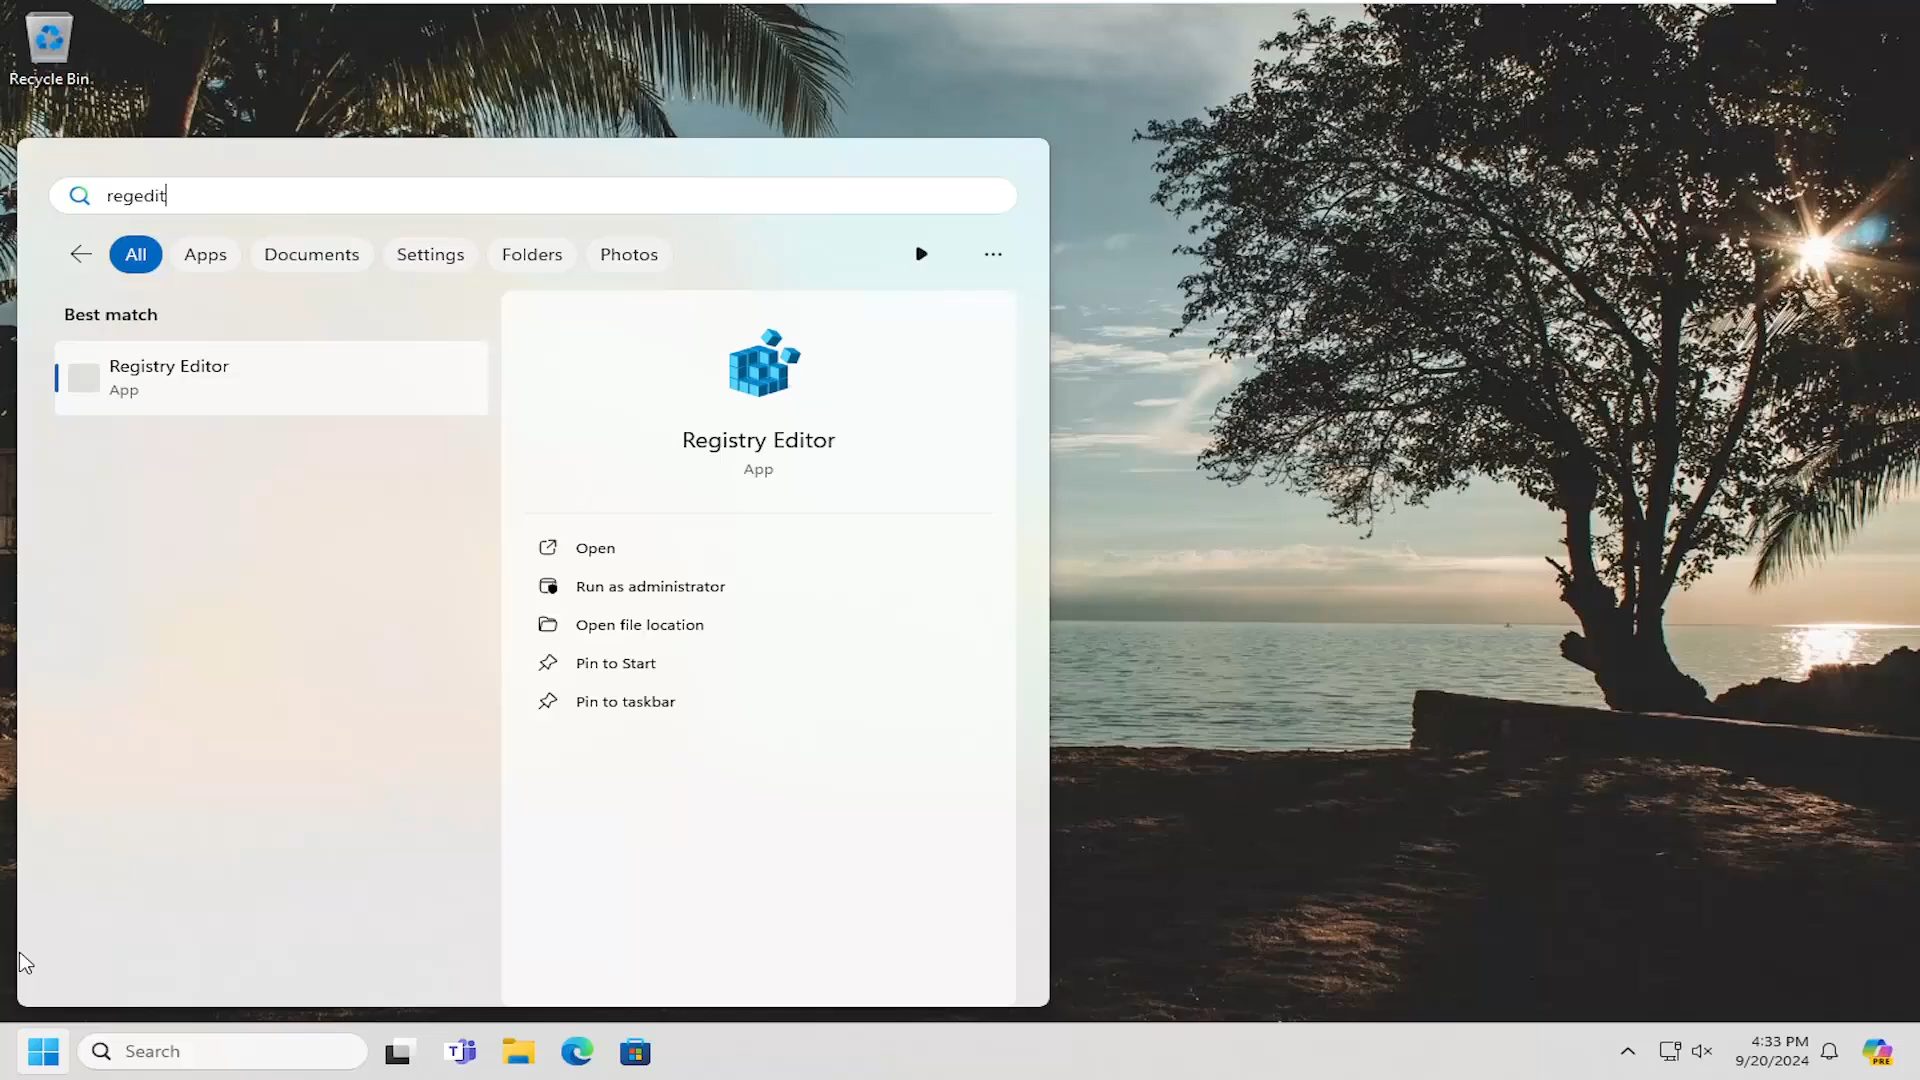 Recycle Bin
regedit
All Apps Documents Settings Folders Photos
Best match
Registry Editor
App
Registry Editor
App
Open
Run as administrator
Open file location
Pin to Start
Pin to taskbar
Search
4:33 PM
9/20/2024
PRE